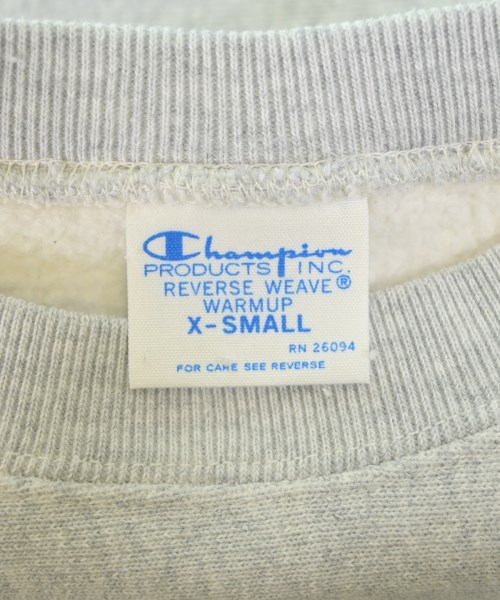 Champion
PRODUCTS INC.
REVERSE WEAVE®
WARMUP
X-SMALL
RN 26094
FOR CARE SEE REVERSE